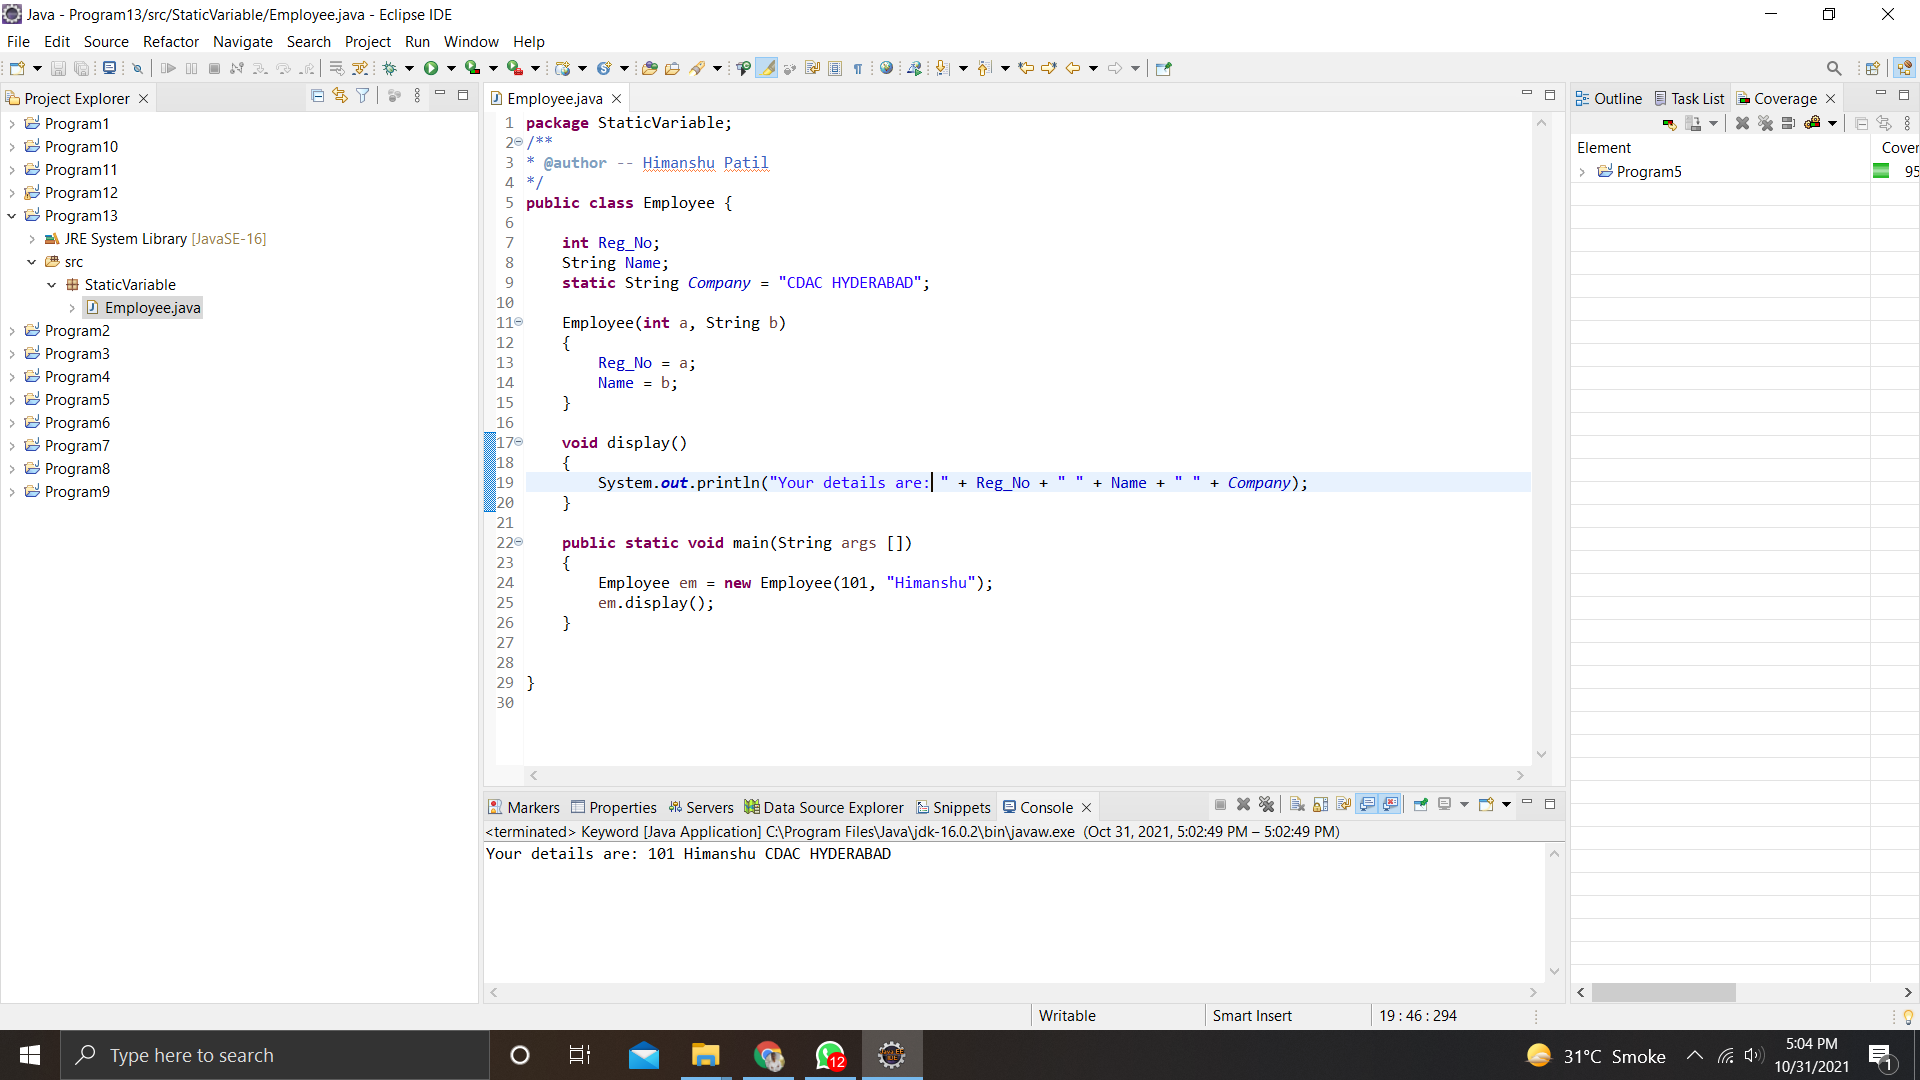 Java - Program13/src/StaticVariable/Employee.java - Eclipse IDE
File Edit Source Refactor Navigate Search Project Run Window Help
Project Explorer
Program1
Program10
Program11
Program12
Program13
JRE System Library [JavaSE-16]
src
StaticVariable
Employee.java
Program2
Program3
Program4
Program5
Program6
Program7
Program8
Program9
Employee.java
1 package StaticVariable;
2 /**
3 * @author -- Himanshu Patil
4 */
5 public class Employee {
6
7 int Reg_No;
8 String Name;
9 static String Company = "CDAC HYDERABAD";
10
11 Employee(int a, String b)
12 {
13 Reg_No = a;
14 Name = b;
15 }
16
17 void display()
18 {
19 System.out.println("Your details are: " + Reg_No + " " + Name + " " + Company);
20 }
21
22 public static void main(String args [])
23 {
24 Employee em = new Employee(101, "Himanshu");
25 em.display();
26 }
27
28
29 }
30
Outline Task List Coverage
Element Cover
Program5 95
Markers Properties Servers Data Source Explorer Snippets Console
<terminated> Keyword [Java Application] C:\Program Files\Java\jdk-16.0.2\bin\javaw.exe (Oct 31, 2021, 5:02:49 PM – 5:02:49 PM)
Your details are: 101 Himanshu CDAC HYDERABAD
Writable Smart Insert 19 : 46 : 294
Type here to search
12
31°C Smoke
5:04 PM
10/31/2021
1